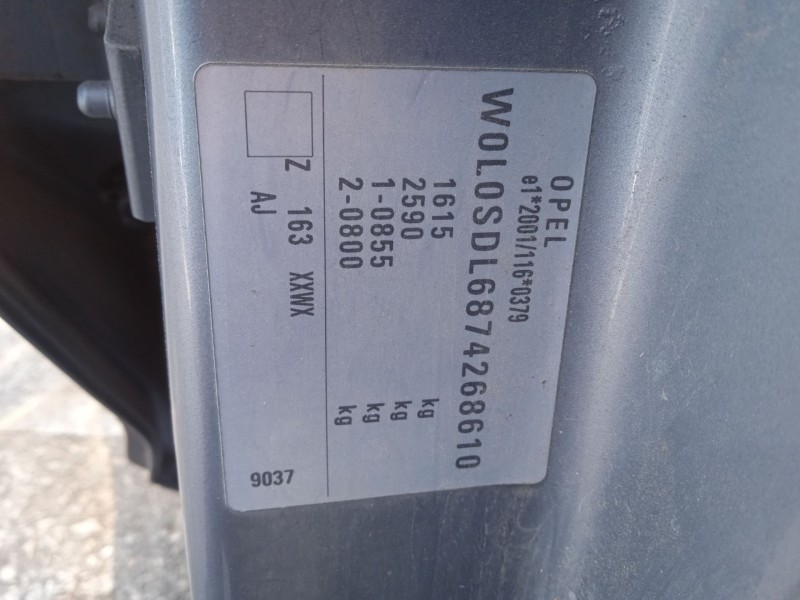 OPEL
e1*2001/116*0379
W0L0SDL6874268610
1615 kg
2590 kg
1-0855 kg
2-0800 kg
Z 163 XXWX
AJ
9037